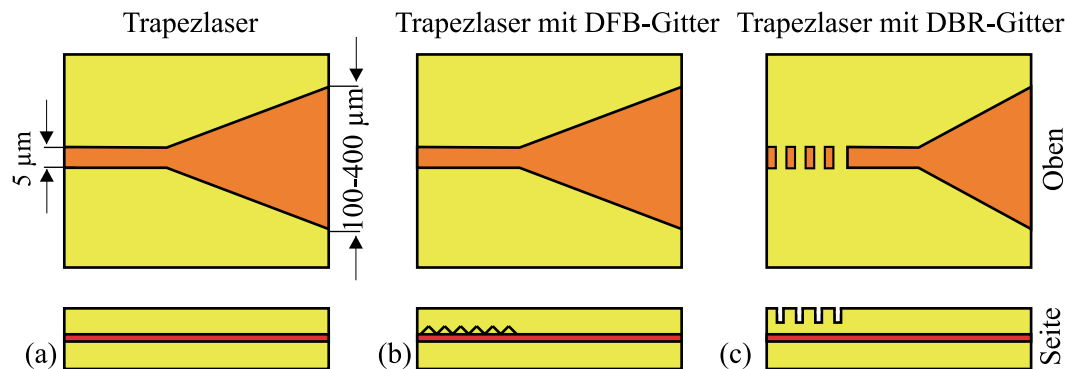 Trapezlaser
Trapezlaser mit DFB-Gitter
Trapezlaser mit DBR-Gitter
5 µm
100-400 µm
Oben
(a)
(b)
(c)
Seite